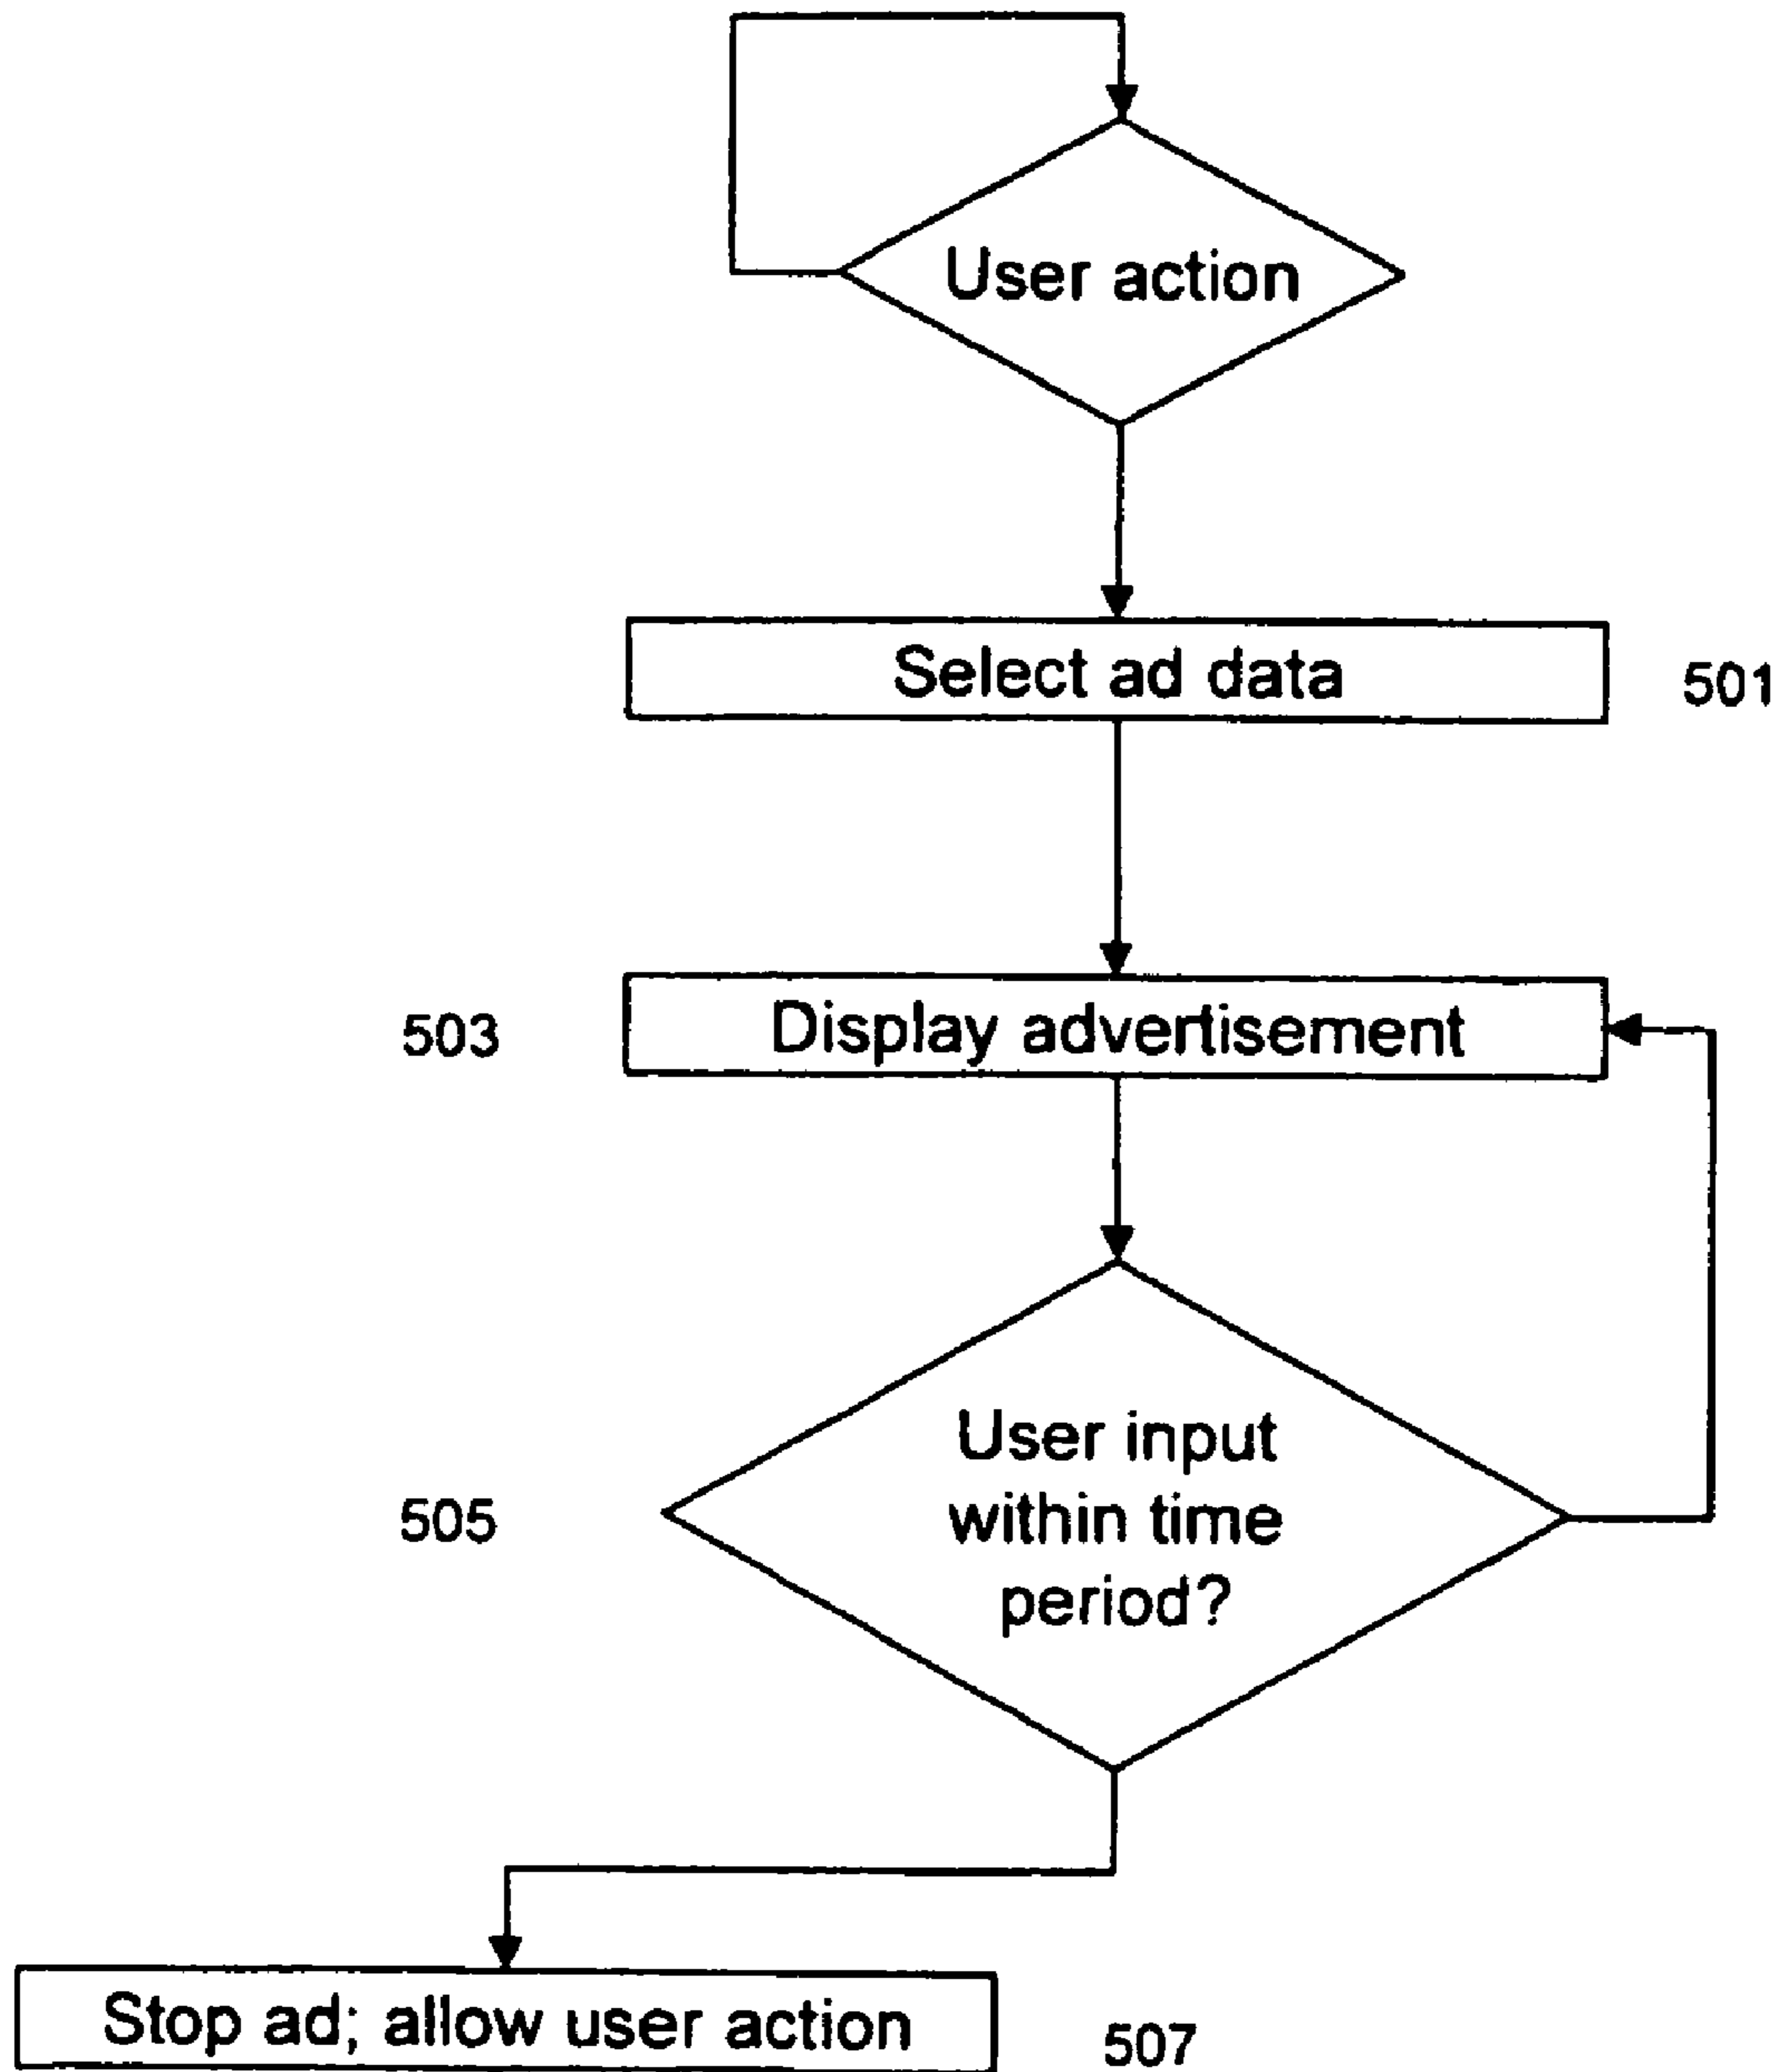 User action
Select ad data
501
503
Display advertisement
505
User input
within time
period?
Stop ad; allow user action
507